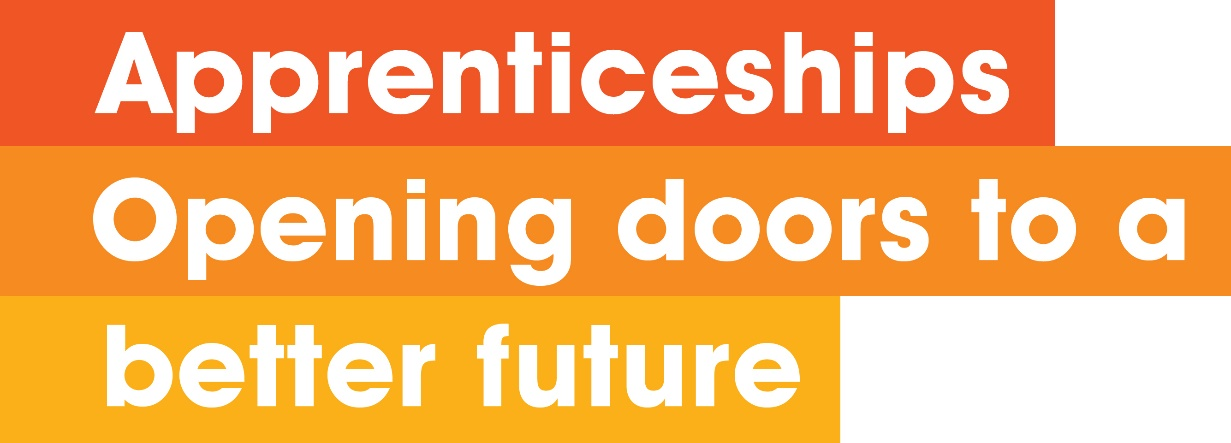 Apprenticeships
Opening doors to a
better future